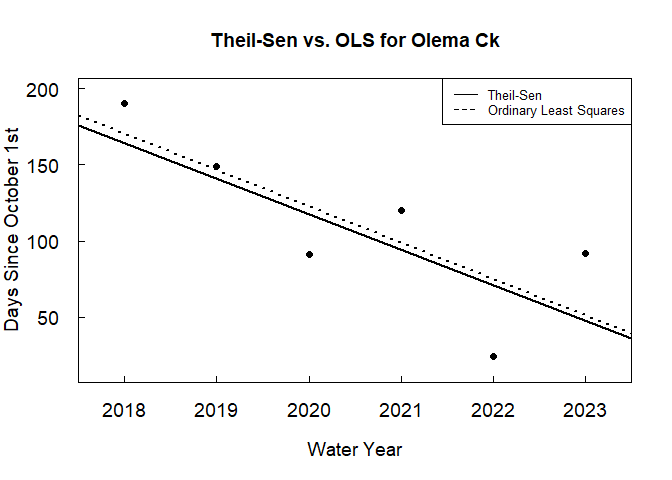 Theil-Sen vs. OLS for Olema Ck
Theil-Sen
Ordinary Least Squares
Days Since October 1st
200
150
100
50
2018 2019 2020 2021 2022 2023
Water Year